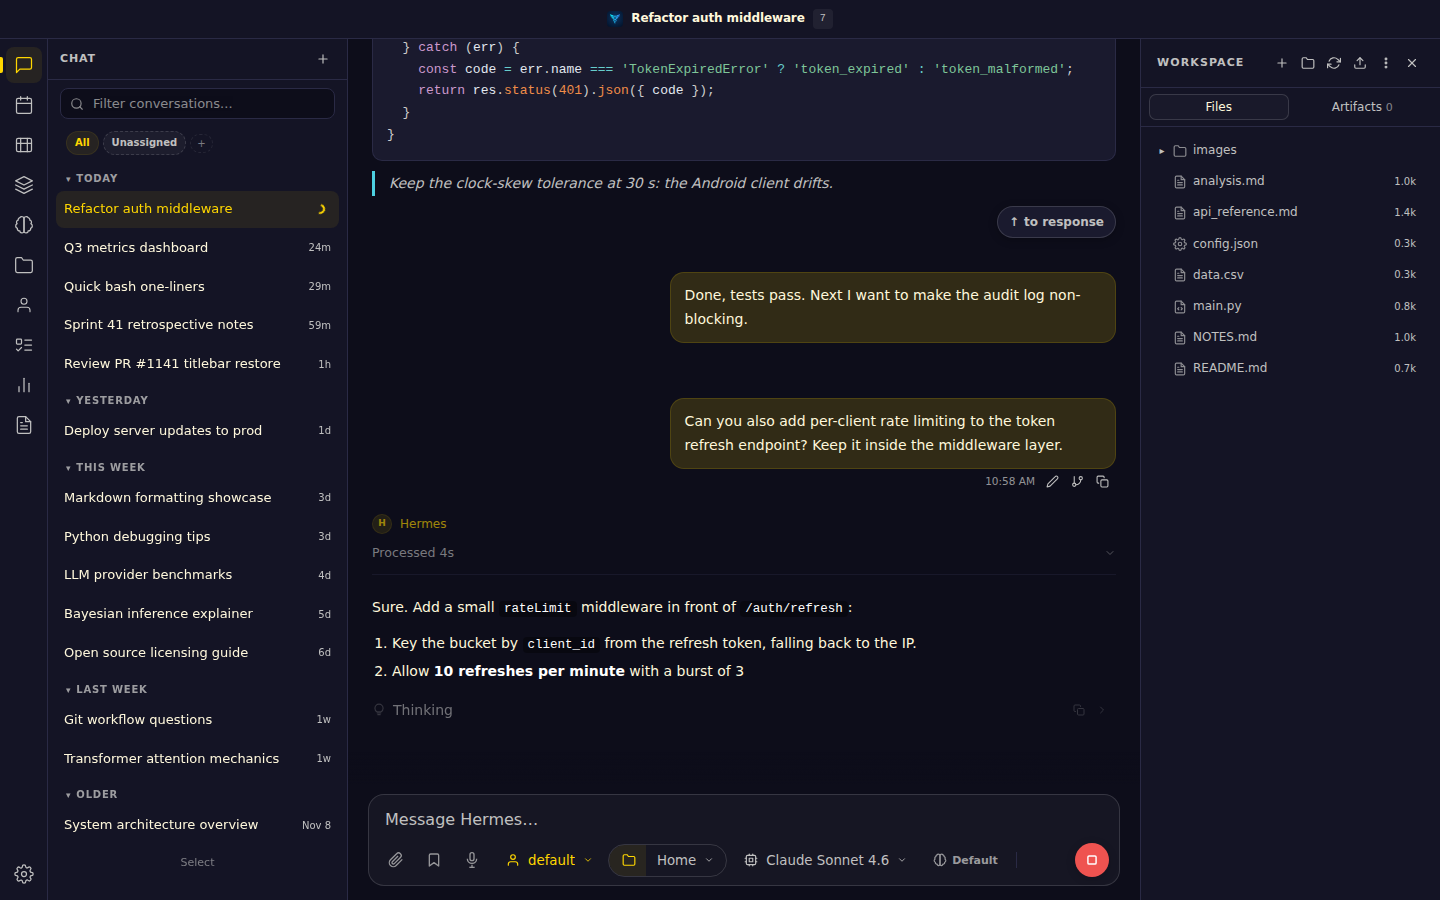 Refactor auth middleware 7
CHAT
Filter conversations...
All Unassigned +
TODAY
Refactor auth middleware
Q3 metrics dashboard 24m
Quick bash one-liners 29m
Sprint 41 retrospective notes 59m
Review PR #1141 titlebar restore 1h
YESTERDAY
Deploy server updates to prod 1d
THIS WEEK
Markdown formatting showcase 3d
Python debugging tips 3d
LLM provider benchmarks 4d
Bayesian inference explainer 5d
Open source licensing guide 6d
LAST WEEK
Git workflow questions 1w
Transformer attention mechanics 1w
OLDER
System architecture overview Nov 8
Select
} catch (err) {
const code = err.name === 'TokenExpiredError' ? 'token_expired' : 'token_malformed';
return res.status(401).json({ code });
}
}
Keep the clock-skew tolerance at 30 s: the Android client drifts.
↑ to response
Done, tests pass. Next I want to make the audit log non-
blocking.
Can you also add per-client rate limiting to the token
refresh endpoint? Keep it inside the middleware layer.
10:58 AM
H Hermes
Processed 4s
Sure. Add a small rateLimit middleware in front of /auth/refresh:
1. Key the bucket by client_id from the refresh token, falling back to the IP.
2. Allow 10 refreshes per minute with a burst of 3
Thinking
Message Hermes...
default Home Claude Sonnet 4.6 Default
WORKSPACE
Files Artifacts 0
images
analysis.md 1.0k
api_reference.md 1.4k
config.json 0.3k
data.csv 0.3k
main.py 0.8k
NOTES.md 1.0k
README.md 0.7k